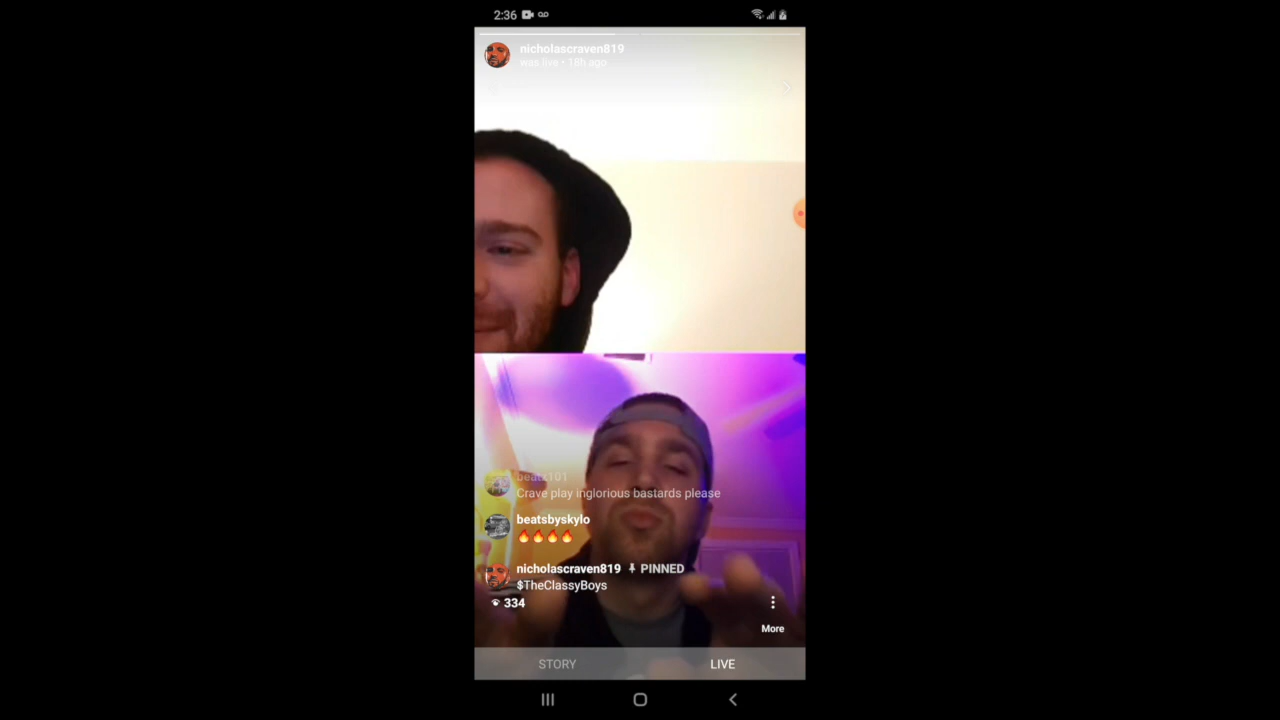 2:36
nicholascraven819
was live • 18h ago
beatz101
Crave play inglorious bastards please
beatsbyskylo
🔥🔥🔥🔥
nicholascraven819 PINNED
$TheClassyBoys
334
More
STORY LIVE